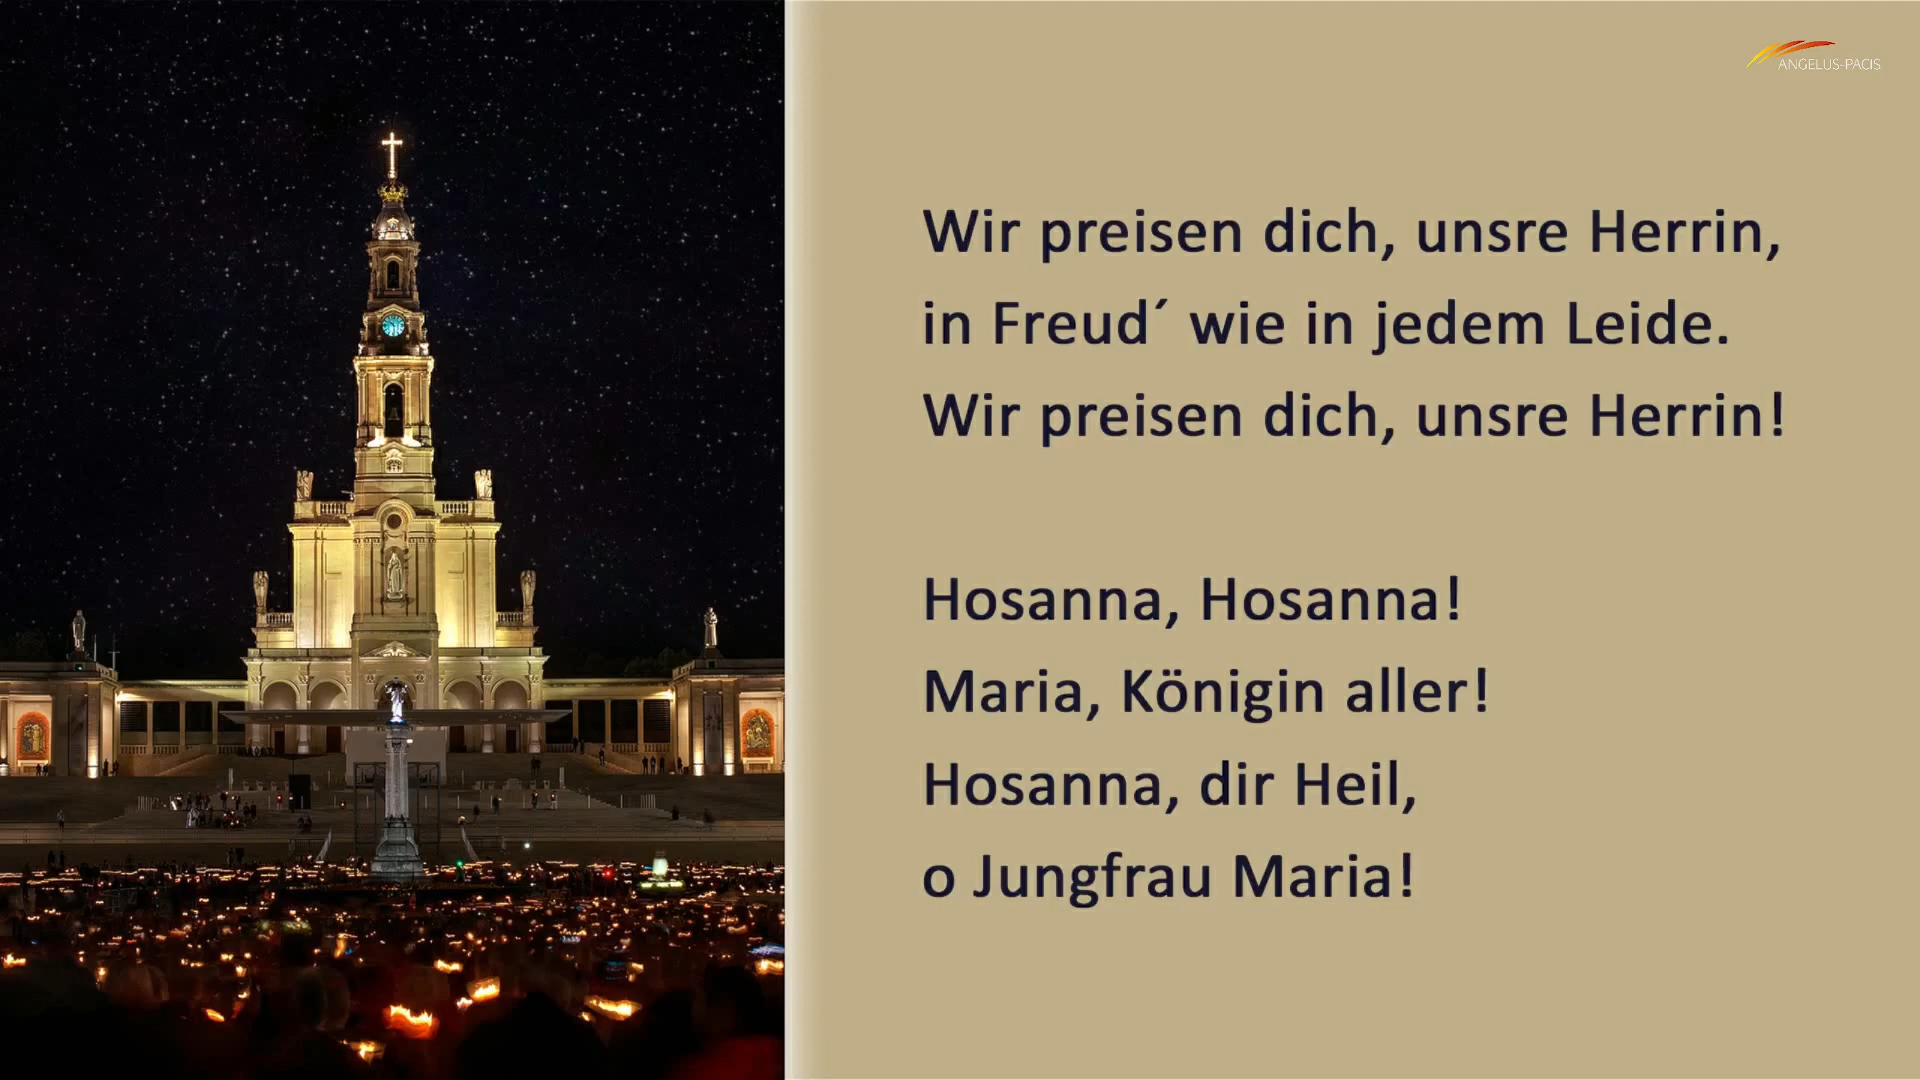 ANGELUS-PACIS
Wir preisen dich, unsre Herrin,
in Freud´ wie in jedem Leide.
Wir preisen dich, unsre Herrin!
Hosanna, Hosanna!
Maria, Königin aller!
Hosanna, dir Heil,
o Jungfrau Maria!